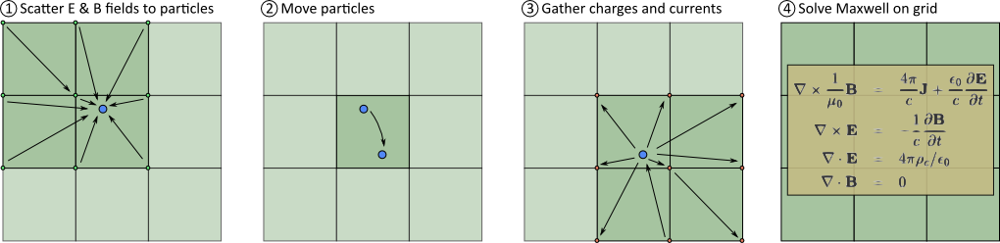 ① Scatter E & B fields to particles
② Move particles
③ Gather charges and currents
④ Solve Maxwell on grid
∇ × 1/μ₀ B = 4π/c J + ϵ₀/c ∂E/∂t
∇ × E = -1/c ∂B/∂t
∇ · E = 4πρ_c/ϵ₀
∇ · B = 0